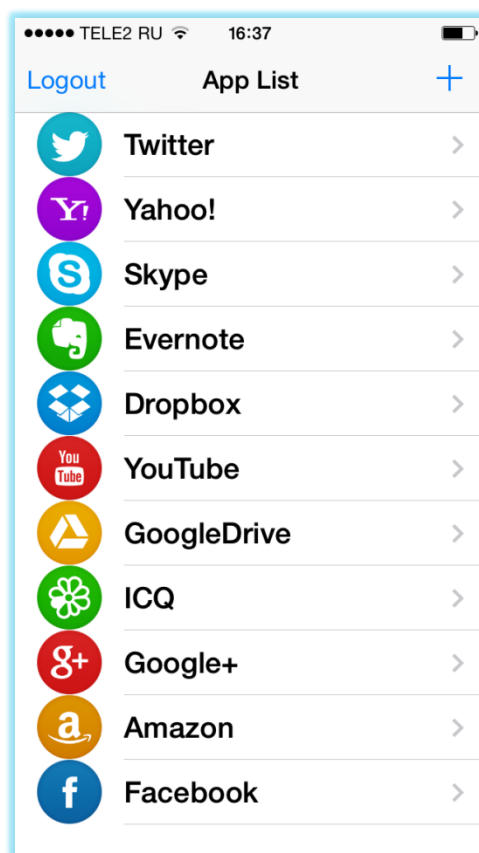 TELE2 RU 16:37
Logout App List +
Twitter
Y! Yahoo!
S Skype
Evernote
Dropbox
You
Tube YouTube
GoogleDrive
ICQ
g+ Google+
a Amazon
f Facebook